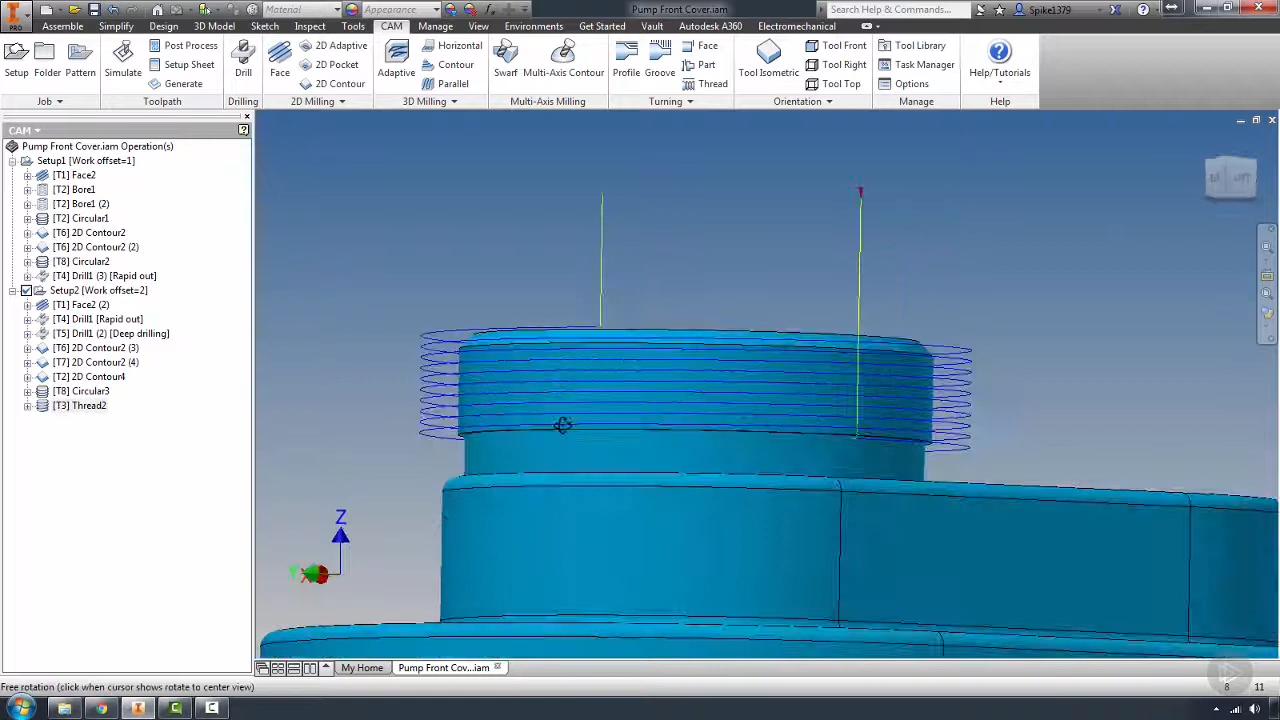 Material
Appearance
Pump Front Cover.iam
Search Help & Commands...
Spike1379
PRO
Assemble Design 3D Model Sketch Inspect Tools CAM Manage View Environments Get Started Vault Autodesk A360 Electromechanical
Setup Folder Pattern
Job
Simulate
Post Process
Setup Sheet
Generate
Toolpath
Drill
Drilling
Face
2D Adaptive
2D Pocket
2D Contour
2D Milling
Adaptive
Horizontal
Contour
Parallel
3D Milling
Swarf Multi-Axis Contour
Multi-Axis Milling
Profile Groove
Face
Part
Thread
Turning
Tool Isometric
Tool Front
Tool Right
Tool Top
Orientation
Tool Library
Task Manager
Options
Manage
Help/Tutorials
Help
CAM
Pump Front Cover.iam Operation(s)
Setup1 [Work offset=1]
[T1] Face2
[T2] Bore1
[T2] Bore1 (2)
[T2] Circular1
[T6] 2D Contour2
[T6] 2D Contour2 (2)
[T8] Circular2
[T4] Drill1 (3) [Rapid out]
Setup2 [Work offset=2]
[T1] Face2 (2)
[T4] Drill1 [Rapid out]
[T5] Drill1 (2) [Deep drilling]
[T6] 2D Contour2 (3)
[T7] 2D Contour2 (4)
[T2] 2D Contour4
[T8] Circular3
[T3] Thread2
Z
My Home
Pump Front Cov...iam
Free rotation (click when cursor shows rotate to center view)
8 11
PRO